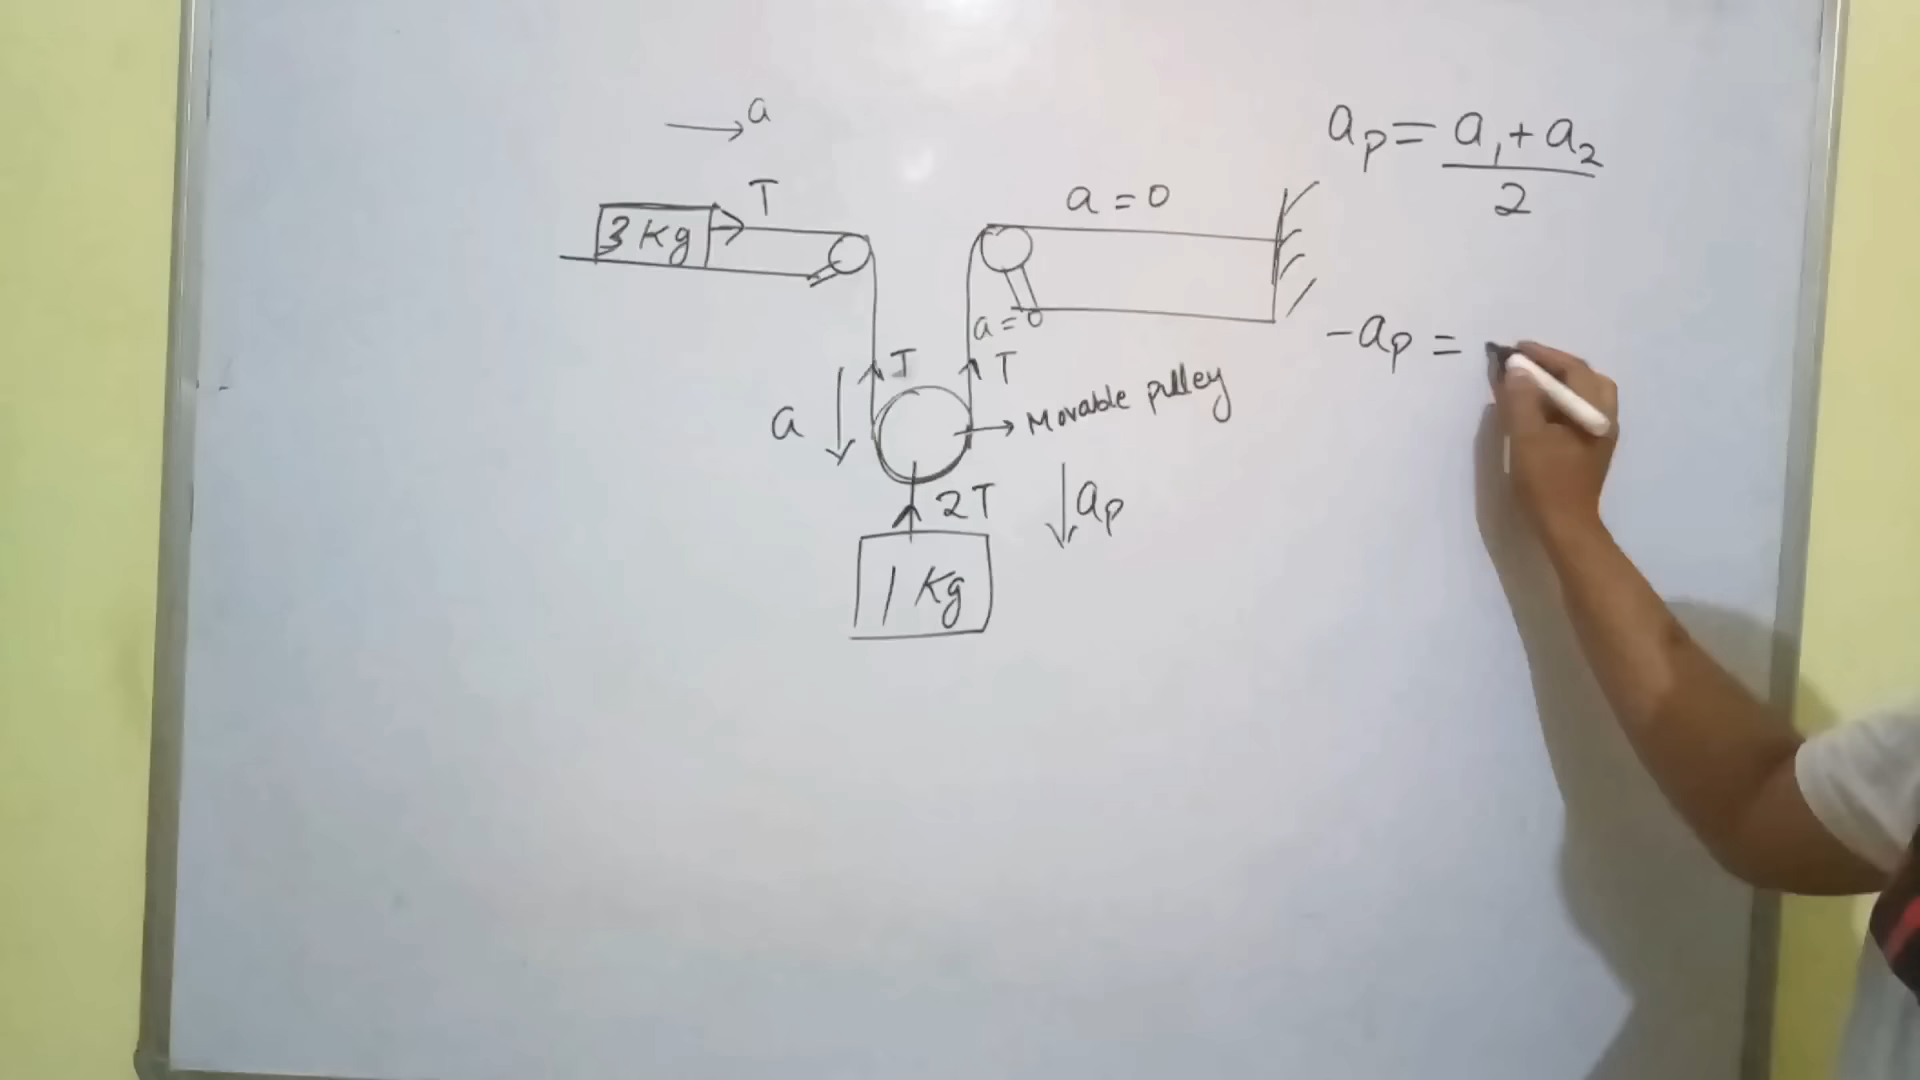 a
T
3 Kg
a = 0
a = 0
T
T
a
Movable pulley
2T
ap
1 Kg
ap = a1 + a2
2
-ap =